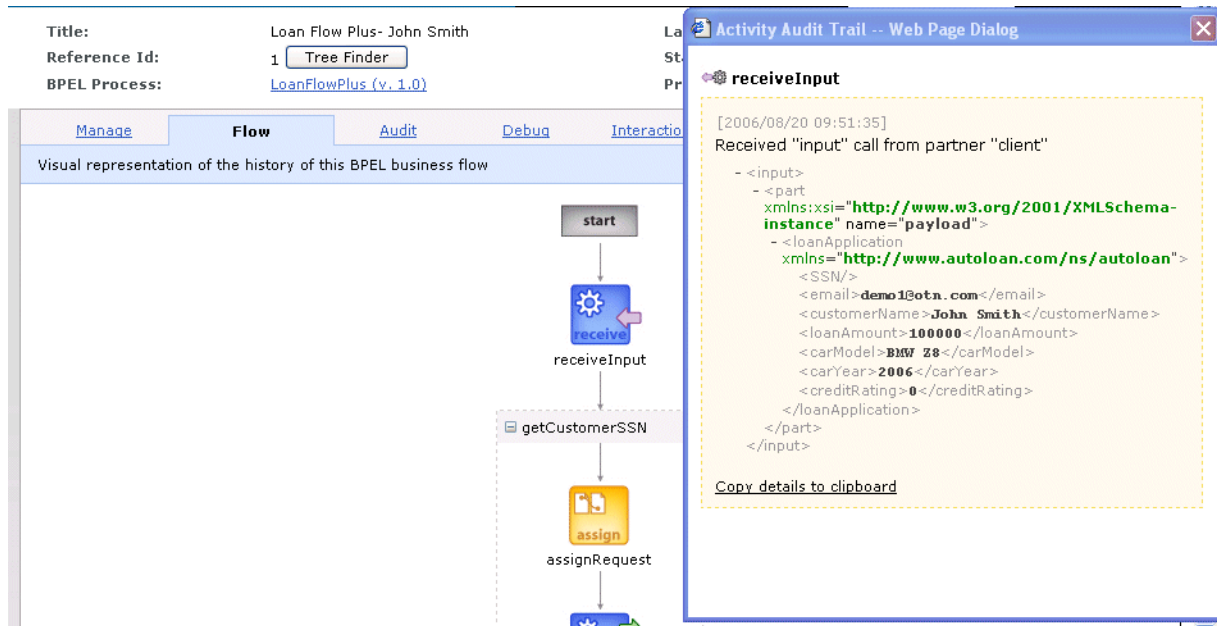 Title: Loan Flow Plus- John Smith La
Reference Id: 1 Tree Finder St
BPEL Process: LoanFlowPlus (v. 1.0) Pr
Manage Flow Audit Debug Interactio
Visual representation of the history of this BPEL business flow
start
receive
receiveInput
getCustomerSSN
assign
assignRequest
Activity Audit Trail -- Web Page Dialog
receiveInput
[2006/08/20 09:51:35]
Received "input" call from partner "client"
- <input>
- <part
xmlns:xsi="http://www.w3.org/2001/XMLSchema-
instance" name="payload">
- <loanApplication
xmlns="http://www.autoloan.com/ns/autoloan">
<SSN/>
<email>demo1@otn.com</email>
<customerName>John Smith</customerName>
<loanAmount>100000</loanAmount>
<carModel>BMW Z8</carModel>
<carYear>2006</carYear>
<creditRating>0</creditRating>
</loanApplication>
</part>
</input>
Copy details to clipboard